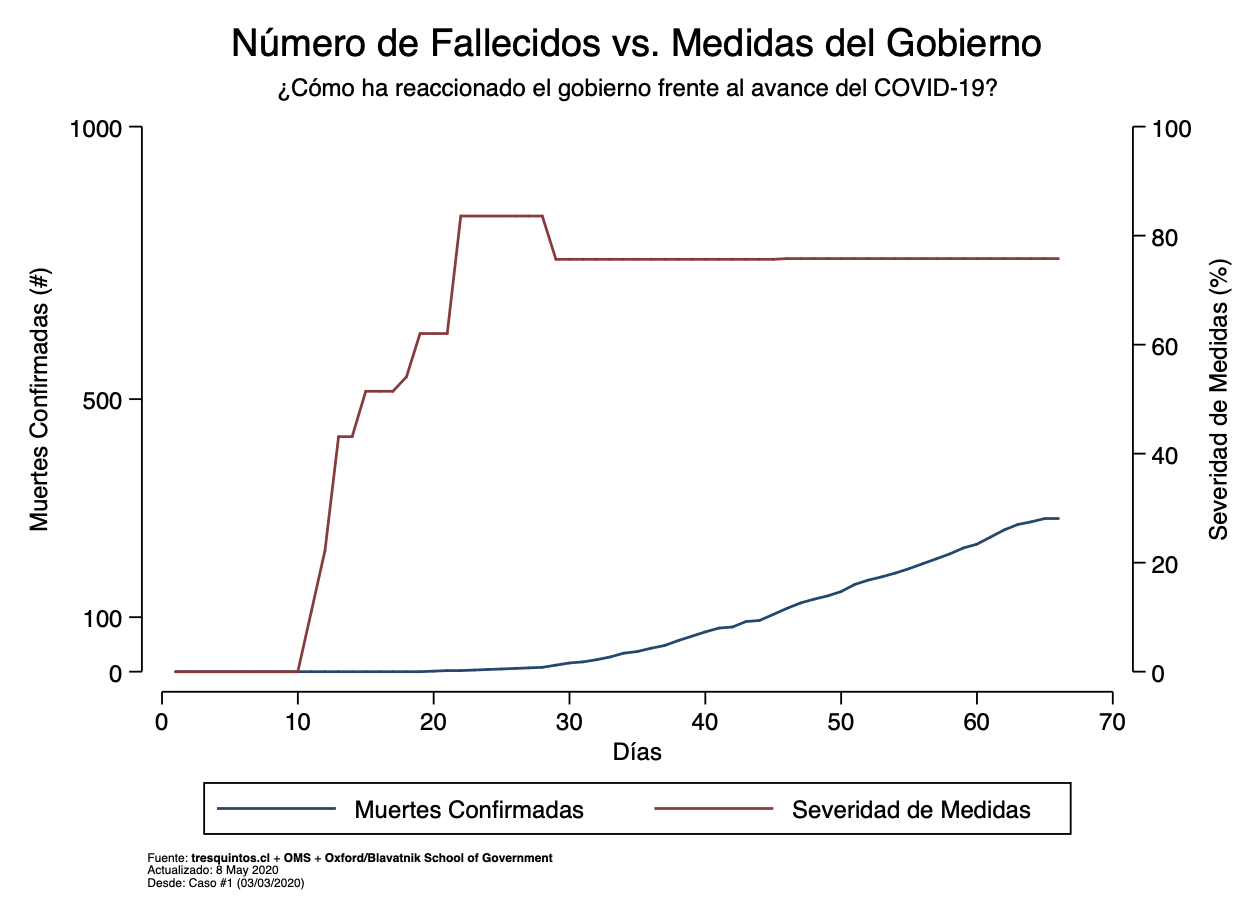 Número de Fallecidos vs. Medidas del Gobierno
¿Cómo ha reaccionado el gobierno frente al avance del COVID-19?
Muertes Confirmadas (#)
1000
500
100
0
100
80
60
40
20
0
Severidad de Medidas (%)
0 10 20 30 40 50 60 70
Días
Muertes Confirmadas Severidad de Medidas
Fuente: tresquintos.cl + OMS + Oxford/Blavatnik School of Government
Actualizado: 8 May 2020
Desde: Caso #1 (03/03/2020)